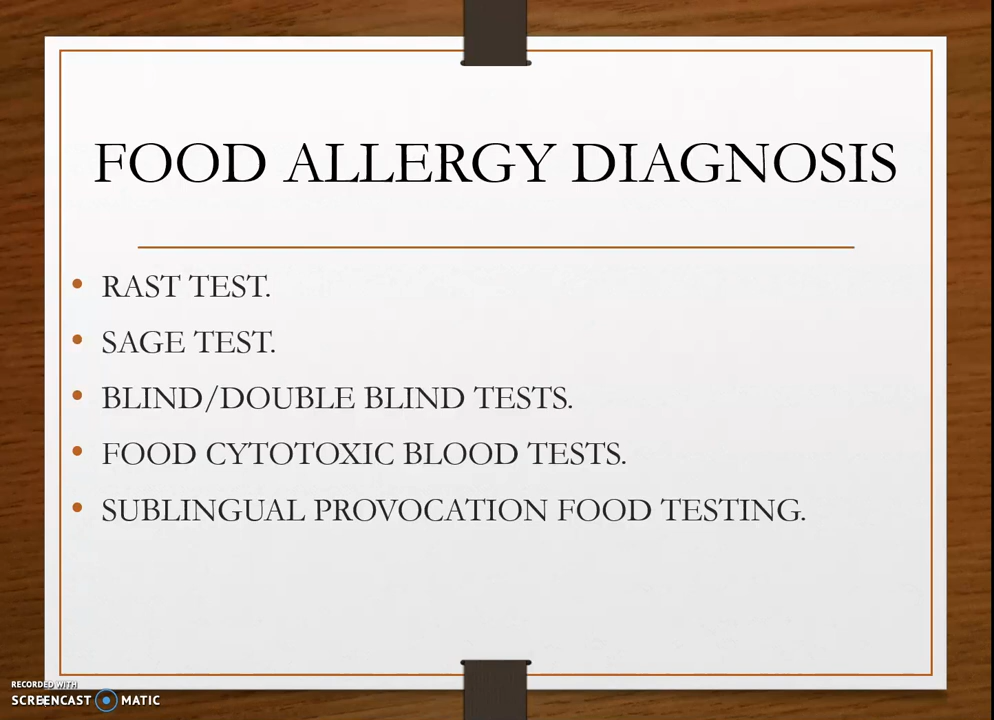 FOOD ALLERGY DIAGNOSIS
• RAST TEST.
• SAGE TEST.
• BLIND/DOUBLE BLIND TESTS.
• FOOD CYTOTOXIC BLOOD TESTS.
• SUBLINGUAL PROVOCATION FOOD TESTING.
RECORDED WITH
SCREENCAST MATIC